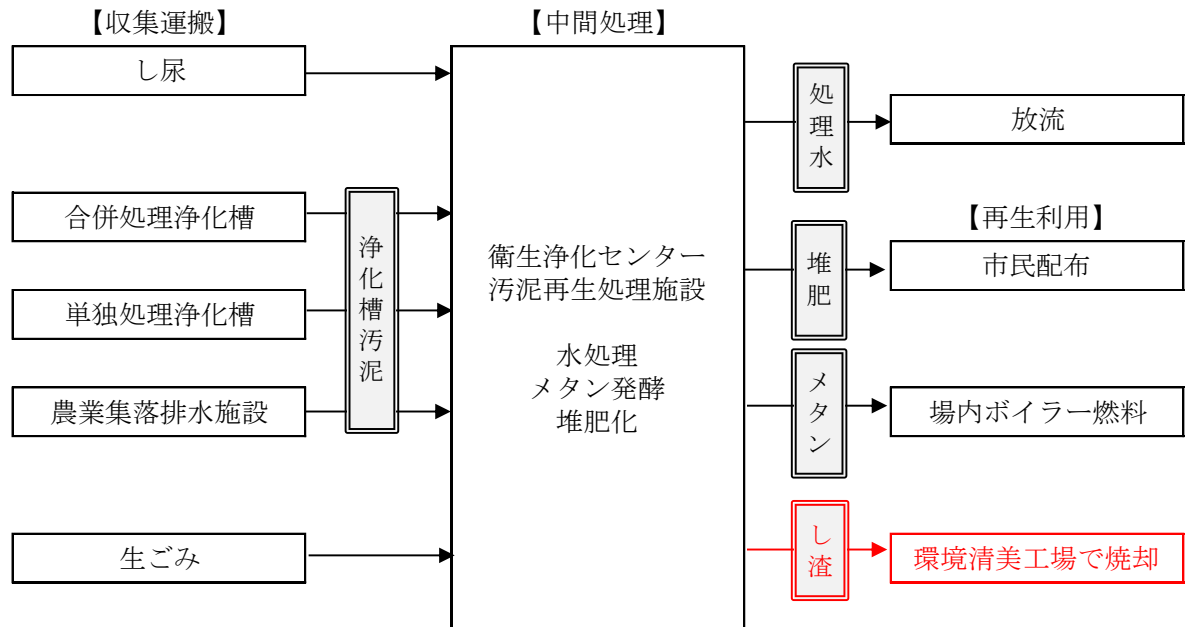 【収集運搬】
し尿
合併処理浄化槽
単独処理浄化槽
農業集落排水施設
生ごみ
浄化槽汚泥
【中間処理】
衛生浄化センター
汚泥再生処理施設
水処理
メタン発酵
堆肥化
処理水
放流
【再生利用】
堆肥
市民配布
メタン
場内ボイラー燃料
し渣
環境清美工場で焼却